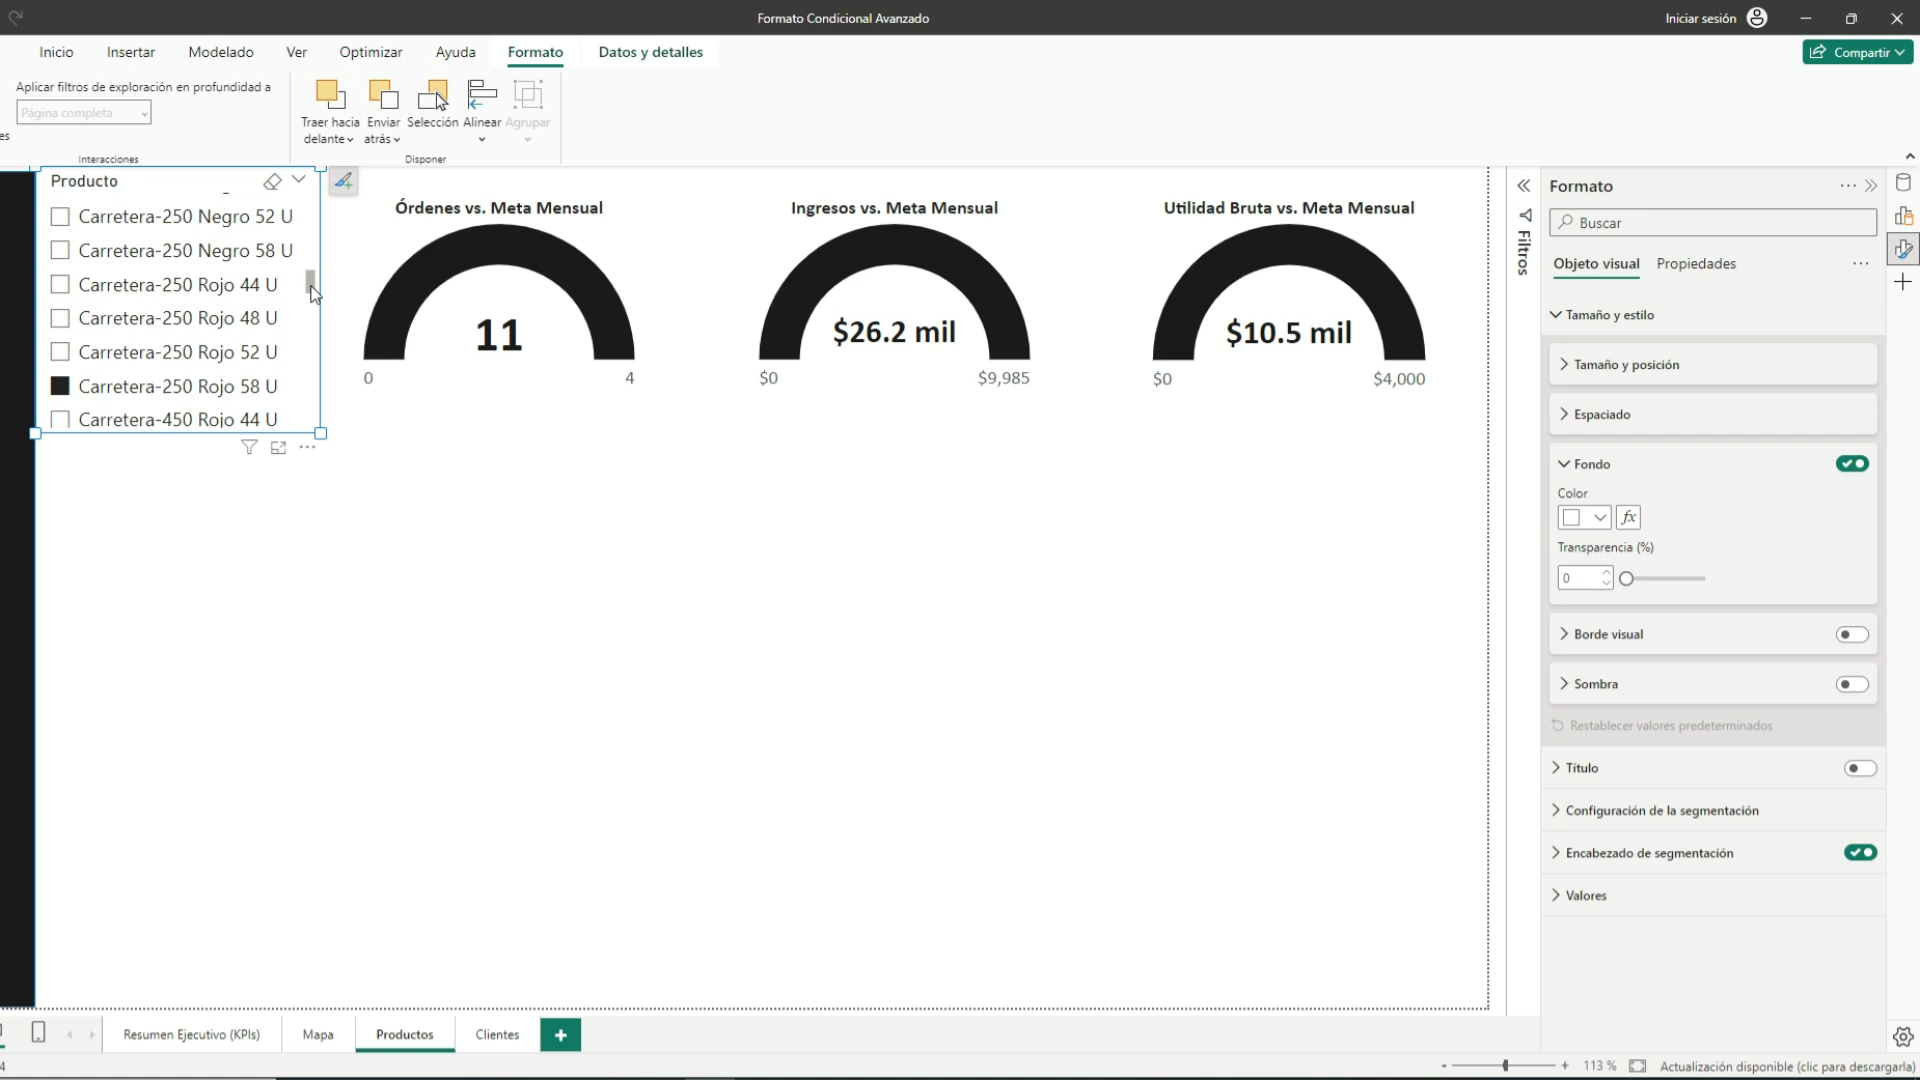 Formato Condicional Avanzado
Iniciar sesión
Inicio
Insertar
Modelado
Ver
Optimizar
Ayuda
Formato
Datos y detalles
Compartir
Aplicar filtros de exploración en profundidad a
Página completa
es
Interacciones
Traer hacia
delante
Enviar
atrás
Selección
Alinear
Agrupar
Disponer
Producto
Carretera-250 Negro 52 U
Carretera-250 Negro 58 U
Carretera-250 Rojo 44 U
Carretera-250 Rojo 48 U
Carretera-250 Rojo 52 U
Carretera-250 Rojo 58 U
Carretera-450 Rojo 44 U
Órdenes vs. Meta Mensual
11
0
4
Ingresos vs. Meta Mensual
$26.2 mil
$0
$9,985
Utilidad Bruta vs. Meta Mensual
$10.5 mil
$0
$4,000
Filtros
Formato
Buscar
Objeto visual
Propiedades
Tamaño y estilo
Tamaño y posición
Espaciado
Fondo
Color
fx
Transparencia (%)
0
Borde visual
Sombra
Restablecer valores predeterminados
Título
Configuración de la segmentación
Encabezado de segmentación
Valores
Resumen Ejecutivo (KPIs)
Mapa
Productos
Clientes
+
4
- + 113 %
Actualización disponible (clic para descargarla)